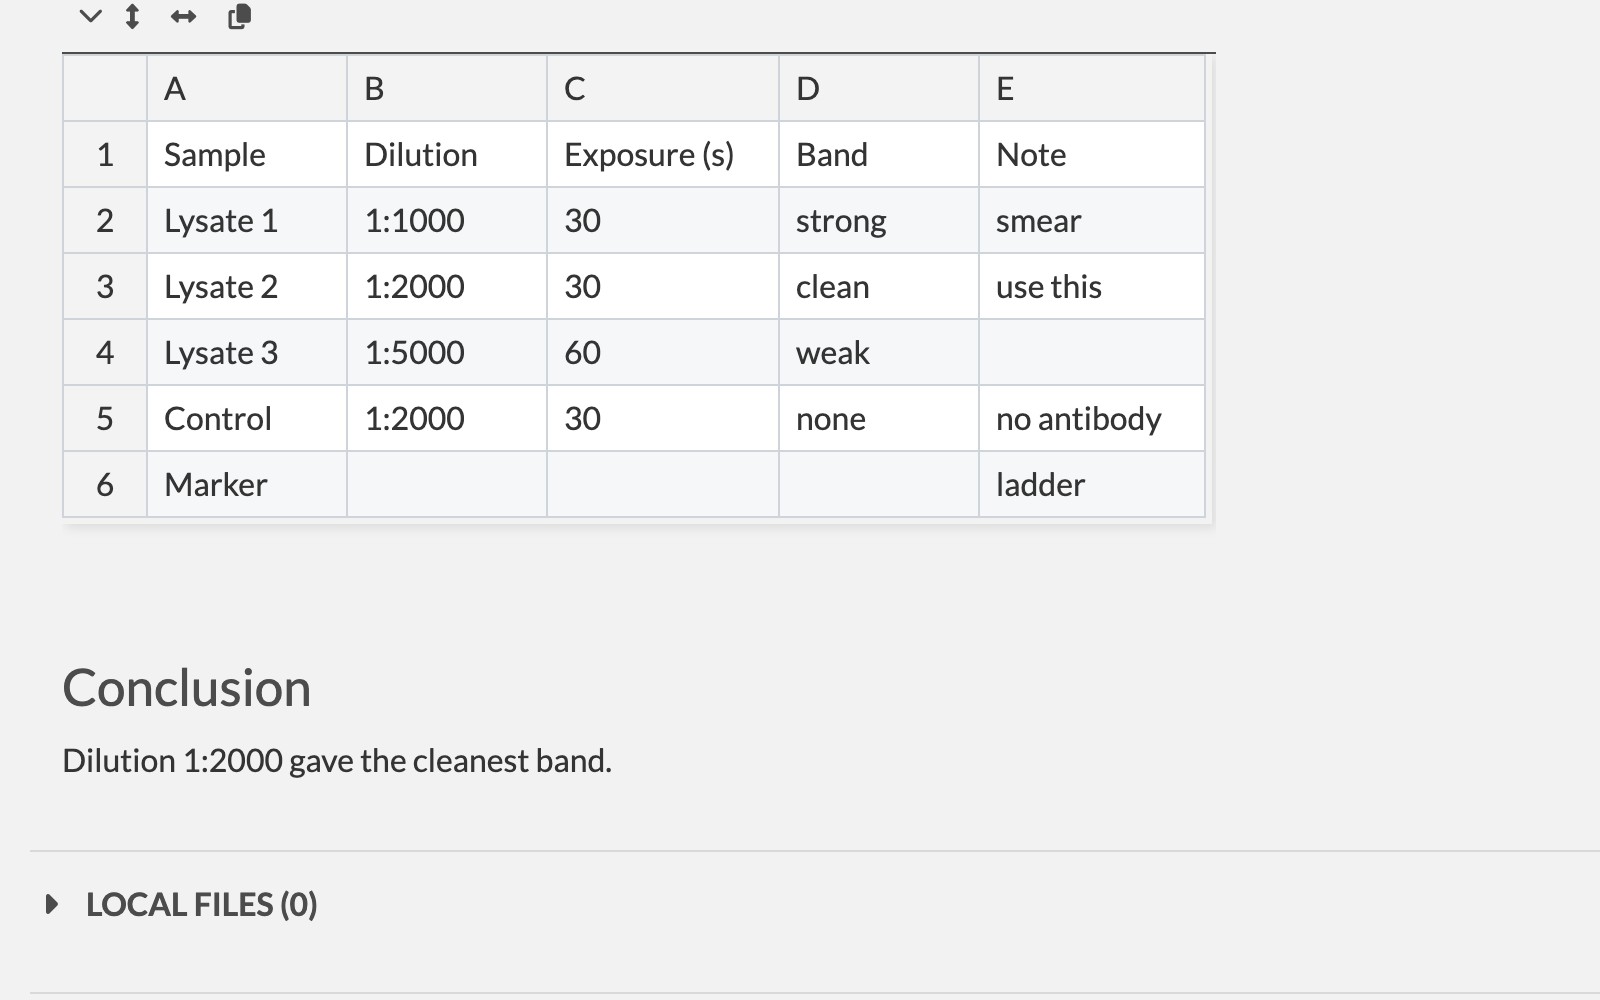 A B C D E
1 Sample Dilution Exposure (s) Band Note
2 Lysate 1 1:1000 30 strong smear
3 Lysate 2 1:2000 30 clean use this
4 Lysate 3 1:5000 60 weak
5 Control 1:2000 30 none no antibody
6 Marker ladder
Conclusion
Dilution 1:2000 gave the cleanest band.
LOCAL FILES (0)